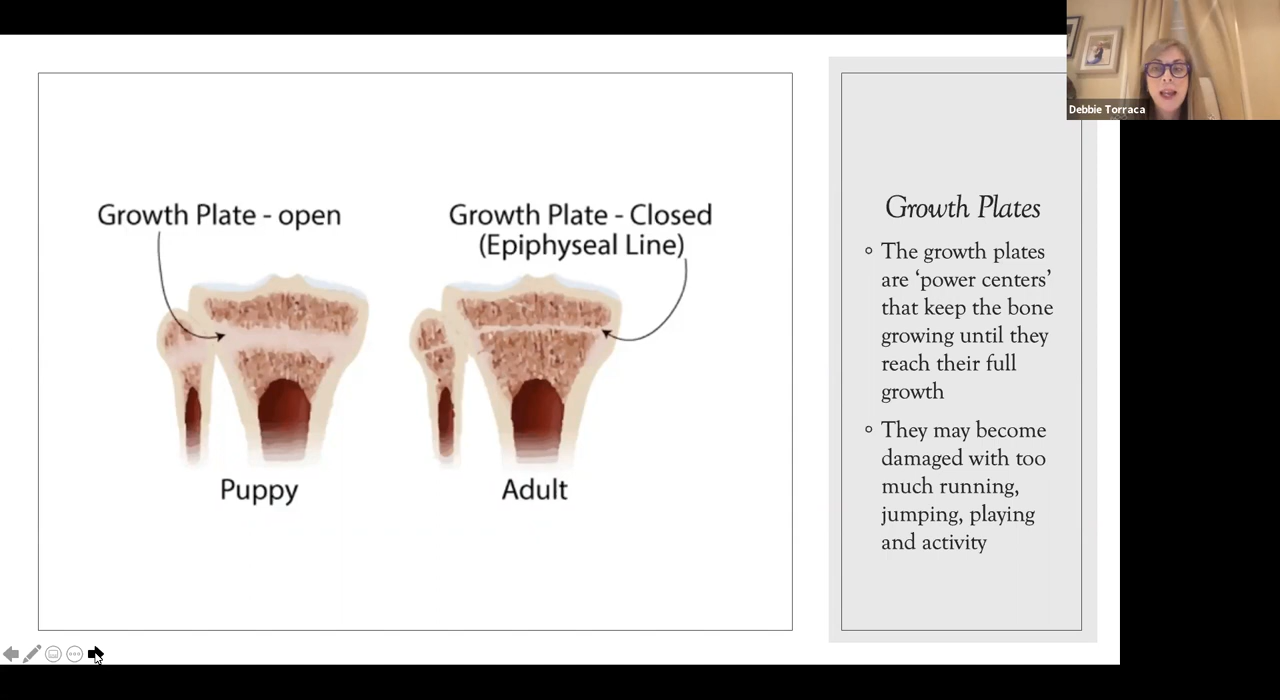 Growth Plate - open
Growth Plate - Closed
(Epiphyseal Line)
Puppy
Adult
Growth Plates
The growth plates
are ‘power centers’
that keep the bone
growing until they
reach their full
growth
They may become
damaged with too
much running,
jumping, playing
and activity
Debbie Torraca